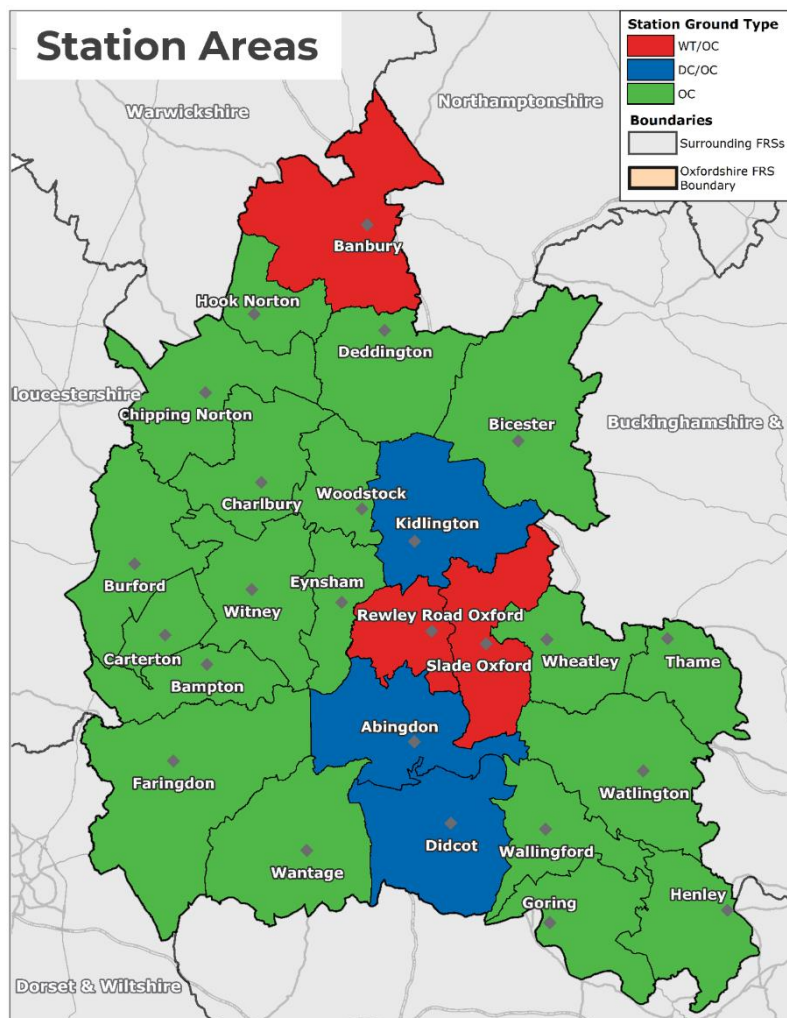 Station Areas
Station Ground Type
WT/OC
DC/OC
OC
Boundaries
Surrounding FRSs
Oxfordshire FRS
Boundary
Warwickshire
Northamptonshire
Banbury
Hook Norton
Deddington
loucestershire
Chipping Norton
Bicester
Buckinghamshire &
Charlbury
Woodstock
Kidlington
Burford
Witney
Eynsham
Rewley Road Oxford
Carterton
Slade Oxford
Wheatley
Thame
Bampton
Abingdon
Faringdon
Watlington
Didcot
Wallingford
Wantage
Goring
Henley
Dorset & Wiltshire